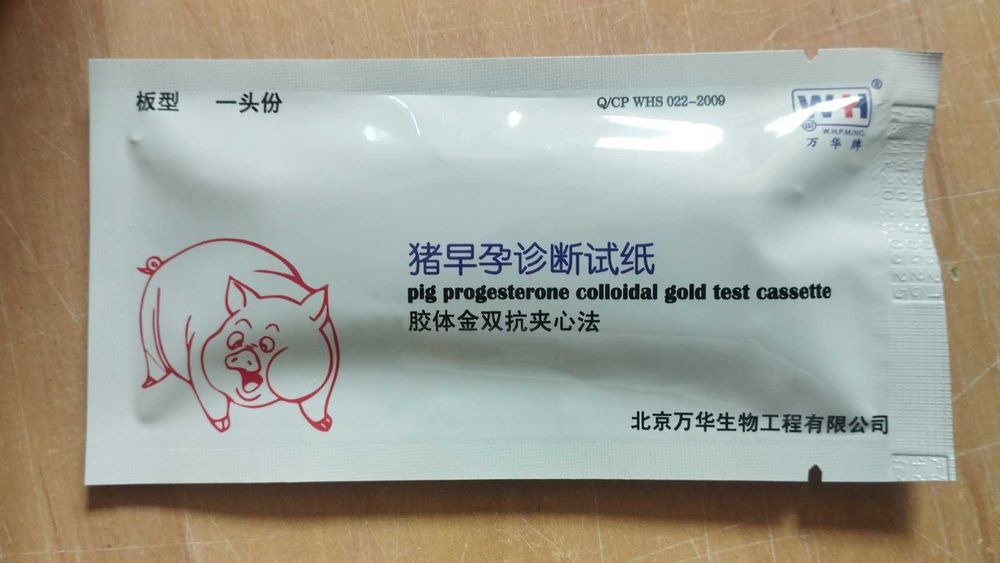 板型 一头份
Q/CP WHS 022-2009
WH
®
W.H.P.M.INC.
万华牌
猪早孕诊断试纸
pig progesterone colloidal gold test cassette
胶体金双抗夹心法
北京万华生物工程有限公司